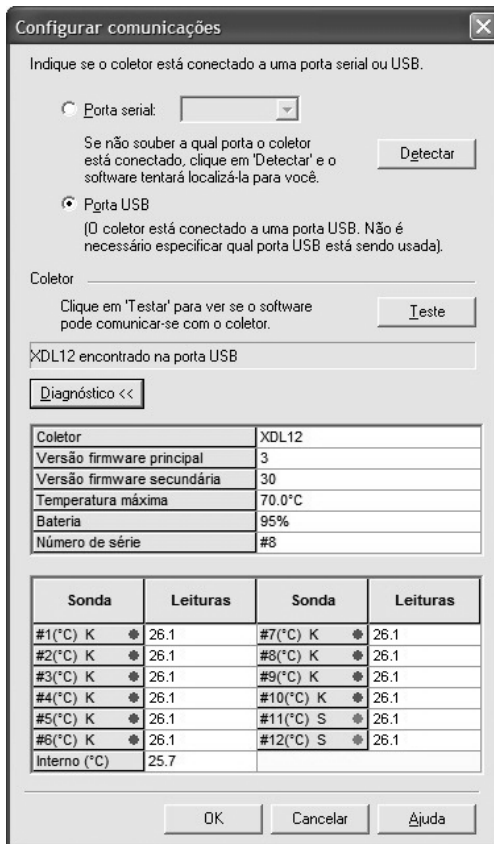 Configurar comunicações
Indique se o coletor está conectado a uma porta serial ou USB.
Porta serial:
Se não souber a qual porta o coletor
está conectado, clique em 'Detectar' e o
software tentará localizá-la para você.
Detectar
Porta USB
(O coletor está conectado a uma porta USB. Não é
necessário especificar qual porta USB está sendo usada).
Coletor
Clique em 'Testar' para ver se o software
pode comunicar-se com o coletor.
Teste
XDL12 encontrado na porta USB
Diagnóstico <<
Coletor XDL12
Versão firmware principal 3
Versão firmware secundária 30
Temperatura máxima 70.0°C
Bateria 95%
Número de série #8
Sonda Leituras Sonda Leituras
#1(°C) K 26.1 #7(°C) K 26.1
#2(°C) K 26.1 #8(°C) K 26.1
#3(°C) K 26.1 #9(°C) K 26.1
#4(°C) K 26.1 #10(°C) K 26.1
#5(°C) K 26.1 #11(°C) S 26.1
#6(°C) K 26.1 #12(°C) S 26.1
Interno (°C) 25.7
OK Cancelar Ajuda